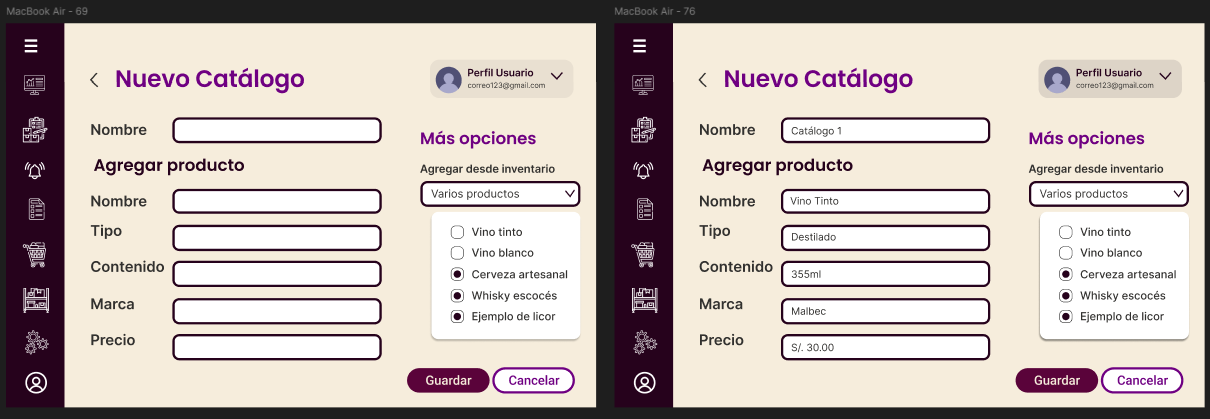 MacBook Air - 69
Nuevo Catálogo
Perfil Usuario
correo123@gmail.com
Nombre
Agregar producto
Nombre
Tipo
Contenido
Marca
Precio
Más opciones
Agregar desde inventario
Varios productos
Vino tinto
Vino blanco
Cerveza artesanal
Whisky escocés
Ejemplo de licor
Guardar
Cancelar
MacBook Air - 76
Nuevo Catálogo
Perfil Usuario
correo123@gmail.com
Nombre
Catálogo 1
Agregar producto
Nombre
Vino Tinto
Tipo
Destilado
Contenido
355ml
Marca
Malbec
Precio
S/. 30.00
Más opciones
Agregar desde inventario
Varios productos
Vino tinto
Vino blanco
Cerveza artesanal
Whisky escocés
Ejemplo de licor
Guardar
Cancelar